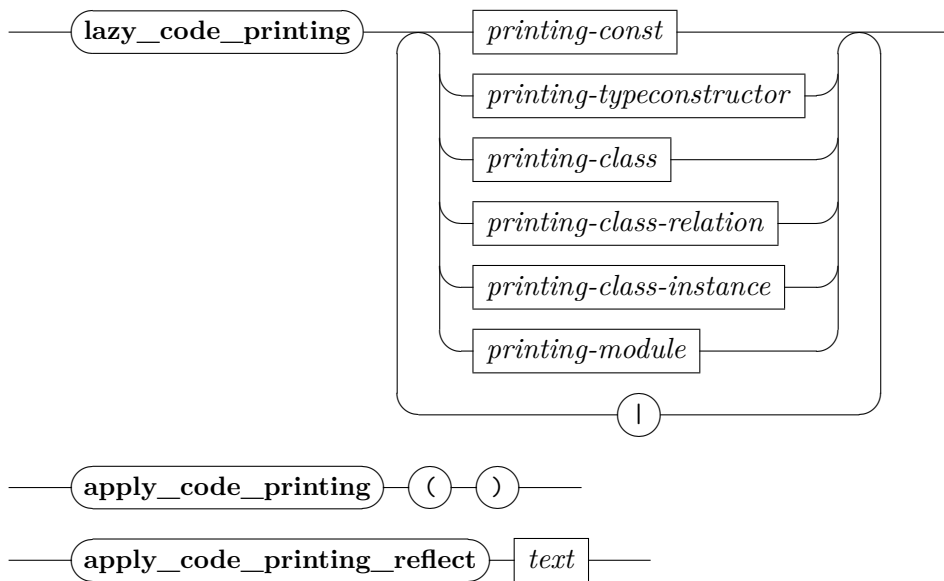 lazy_code_printing printing-const
printing-typeconstructor
printing-class
printing-class-relation
printing-class-instance
printing-module
|
apply_code_printing ( )
apply_code_printing_reflect text